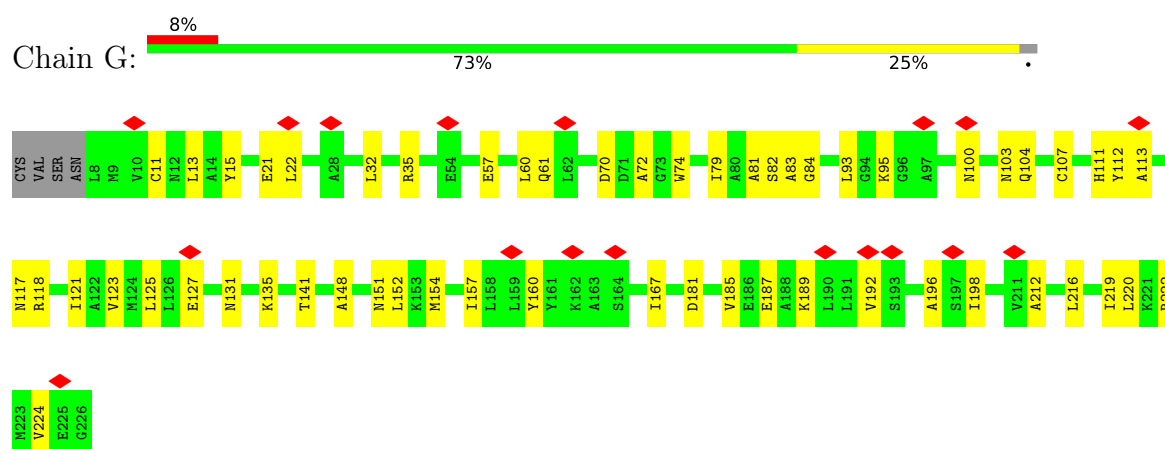 8%
Chain G:
73% 25% •
CYS VAL SER ASN L8 M9 V10 C11 N12 L13 A14 Y15 E21 L22 A28 L32 R35 E54 E57 L60 Q61 L62 D70 D71 A72 G73 W74 I79 A80 A81 S82 A83 G84 L93 G94 K95 G96 A97 N100 N103 Q104 C107 H111 Y112 A113
N117 R118 I121 A122 V123 M124 L125 L126 E127 N131 K135 T141 A148 N151 L152 K153 M154 I157 L158 L159 Y160 Y161 K162 A163 S164 I167 D181 V185 E186 E187 A188 K189 L190 L191 V192 S193 A196 S197 I198 V211 A212 L216 I219 L220 K221
M223 V224 E225 G226